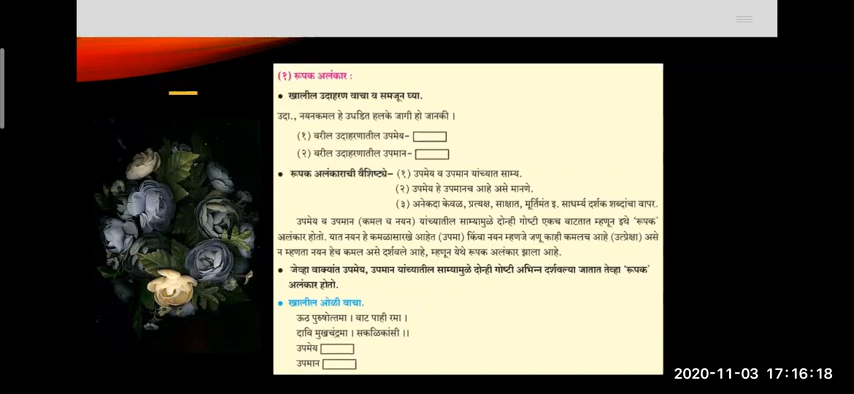 (१) रूपक अलंकार :
• खालील उदाहरण वाचा व समजून घ्या.
उदा., नयनकमल हे उघडित हलके जागी हो जानकी ।
(१) वरील उदाहरणातील उपमेय-
(२) वरील उदाहरणातील उपमान-
• रूपक अलंकाराची वैशिष्ट्ये- (१) उपमेय व उपमान यांच्यात साम्य.
(२) उपमेय हे उपमानच आहे असे मानणे.
(३) अनेकदा केवळ, प्रत्यक्ष, साक्षात, मूर्तिमंत इ. साधर्म्य दर्शक शब्दांचा वापर.
उपमेय व उपमान (कमल व नयन) यांच्यातील साम्यामुळे दोन्ही गोष्टी एकच वाटतात म्हणून इथे 'रूपक'
अलंकार होतो. यात नयन हे कमळासारखे आहेत (उपमा) किंवा नयन म्हणजे जणू काही कमलच आहे (उत्प्रेक्षा) असे
न म्हणता नयन हेच कमल असे दर्शवले आहे, म्हणून येथे रूपक अलंकार झाला आहे.
• जेव्हा वाक्यांत उपमेय, उपमान यांच्यातील साम्यामुळे दोन्ही गोष्टी अभिन्न दर्शवल्या जातात तेव्हा 'रूपक'
अलंकार होतो.
• खालील ओळी वाचा.
ऊठ पुरुषोत्तमा । वाट पाही रमा ।
दावि मुखचंद्रमा । सकळिकांसी ।।
उपमेय
उपमान
2020-11-03 17:16:18